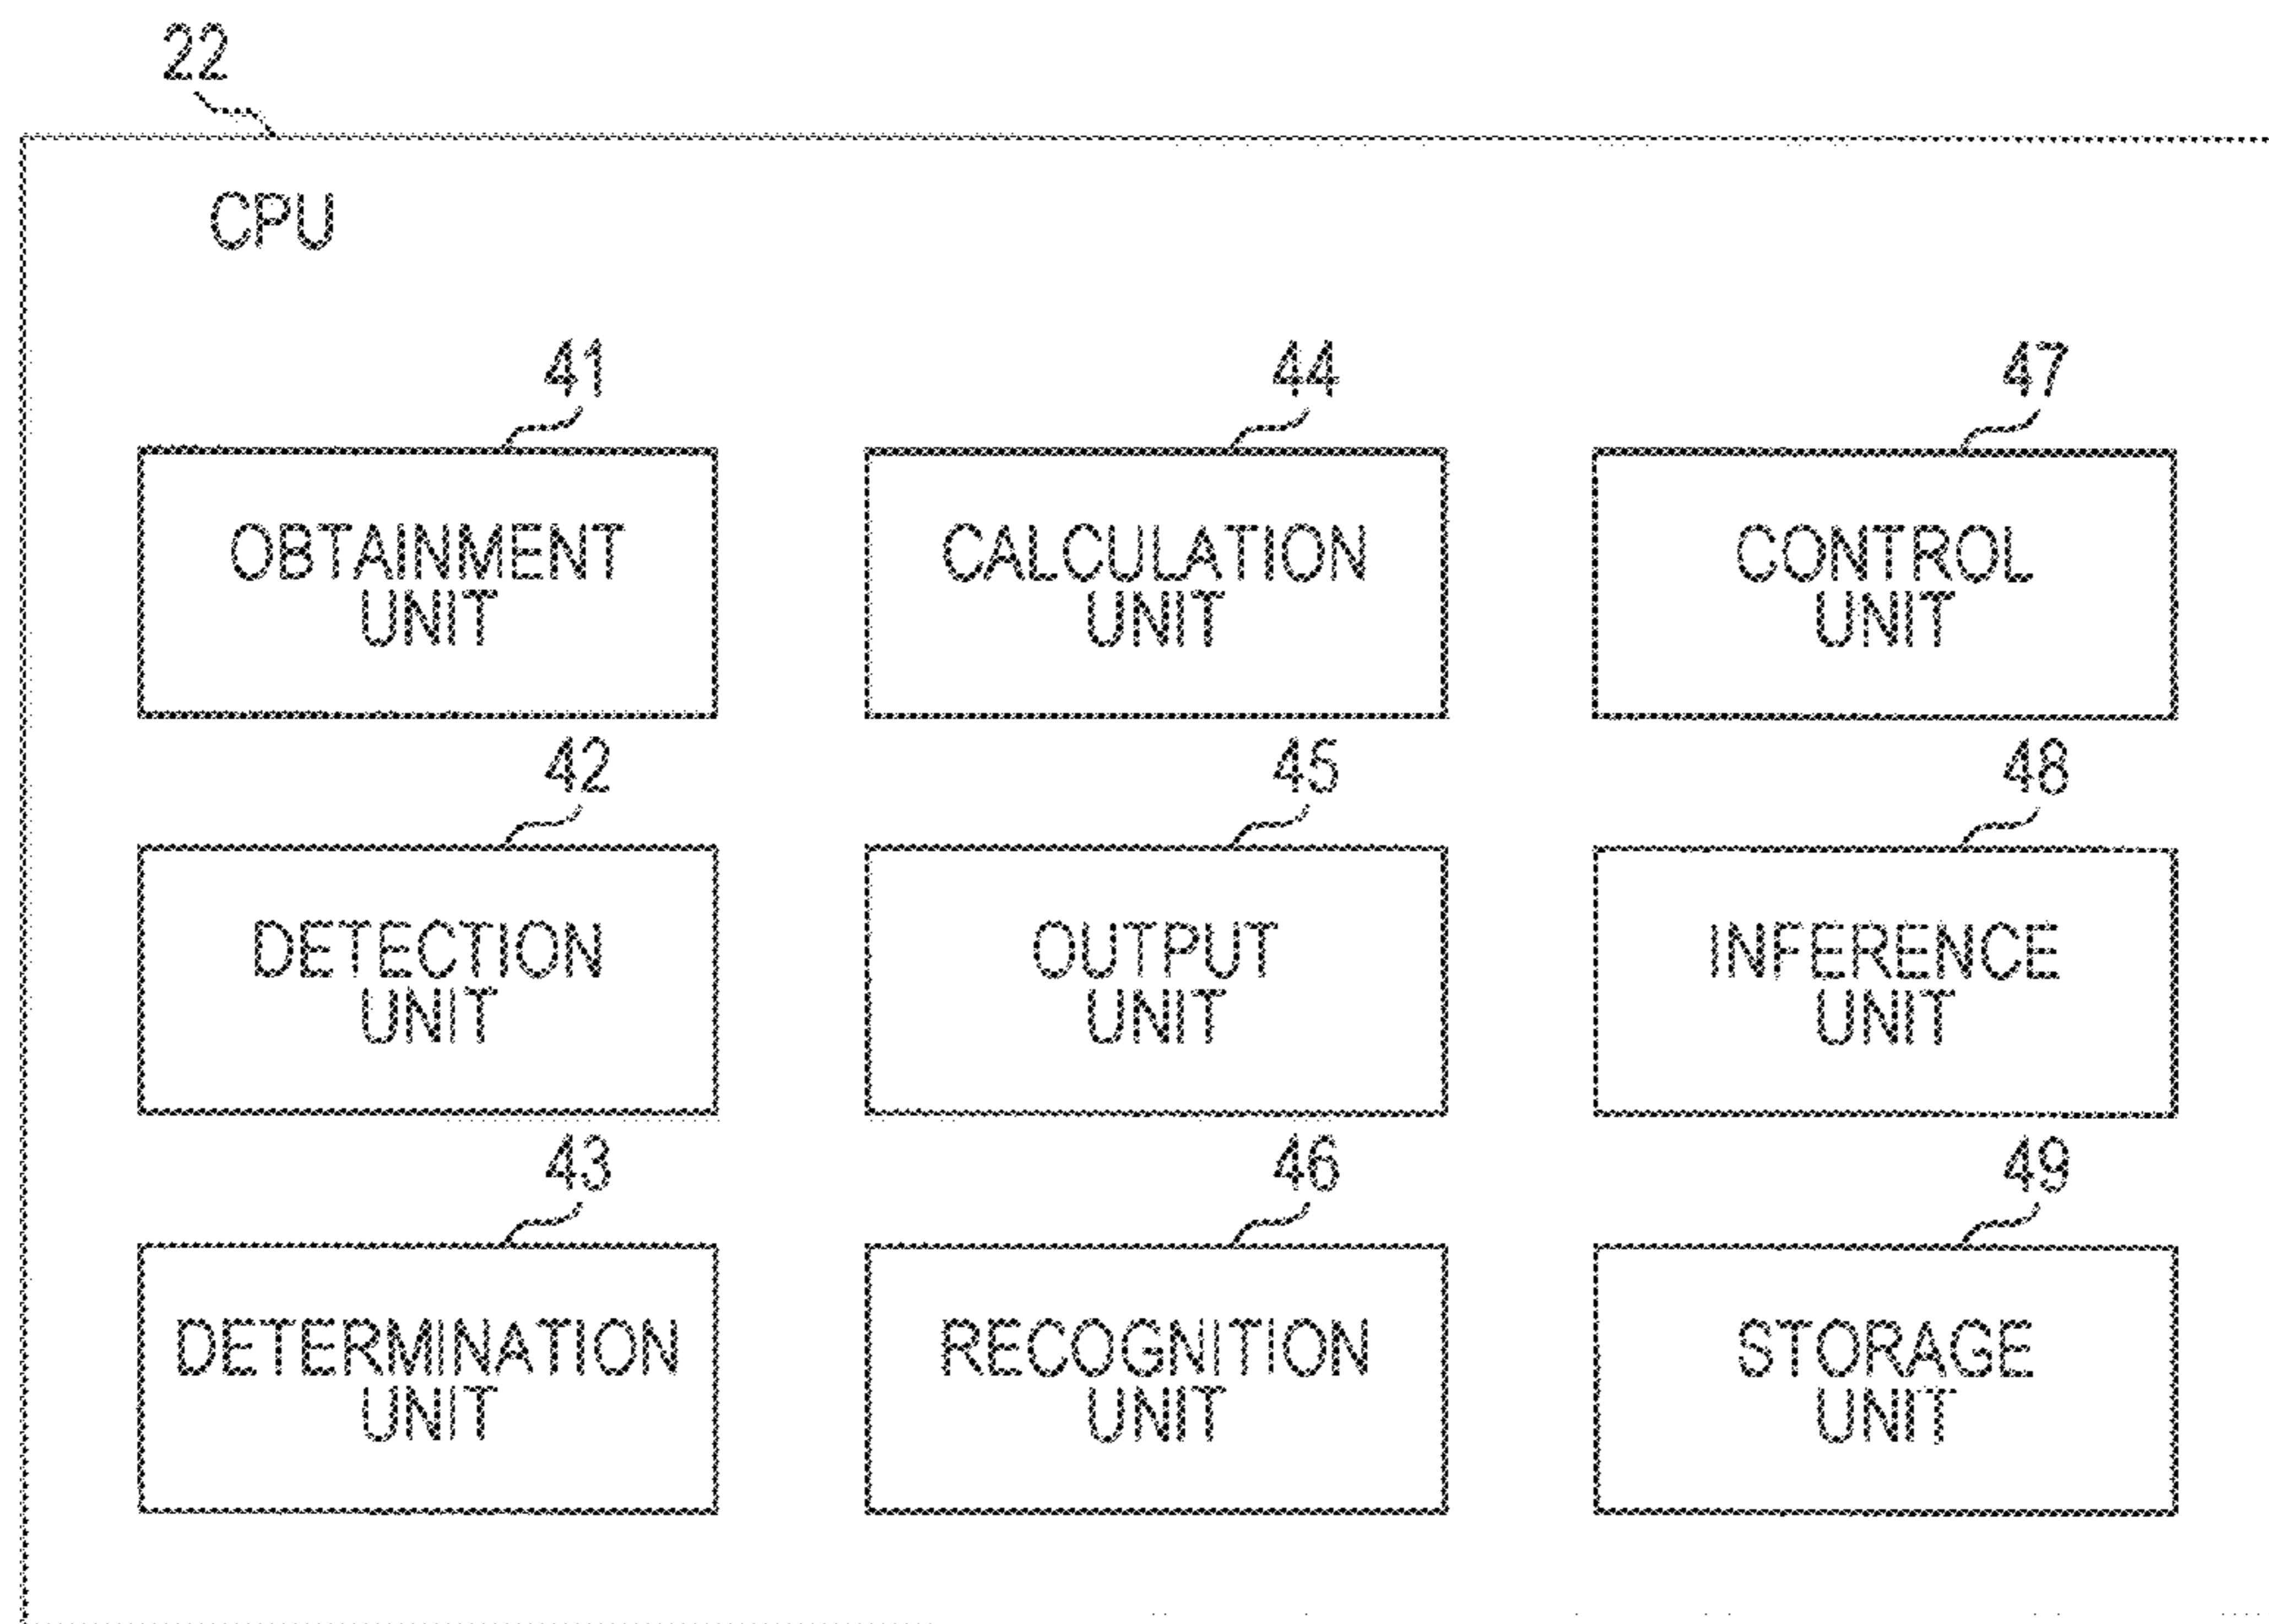 22
CPU
41
44
47
OBTAINMENT
UNIT
CALCULATION
UNIT
CONTROL
UNIT
42
45
48
DETECTION
UNIT
OUTPUT
UNIT
INFERENCE
UNIT
43
46
49
DETERMINATION
UNIT
RECOGNITION
UNIT
STORAGE
UNIT